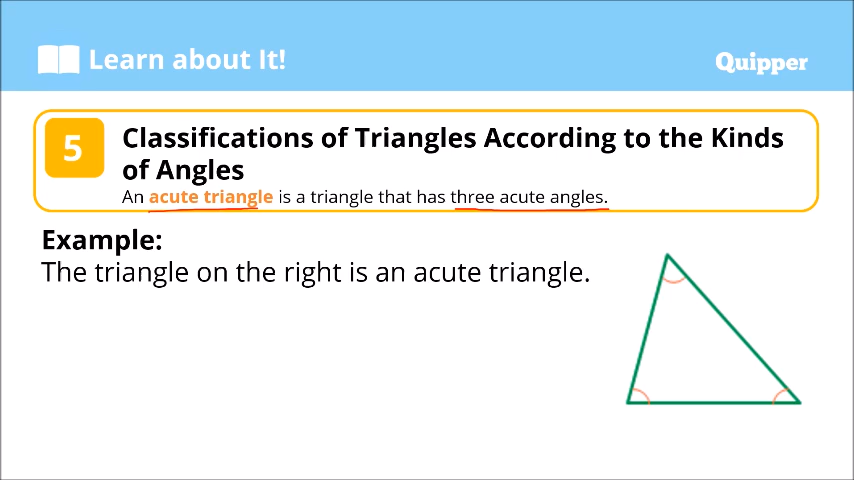 Learn about It!
Quipper
5
Classifications of Triangles According to the Kinds
of Angles
An acute triangle is a triangle that has three acute angles.
Example:
The triangle on the right is an acute triangle.